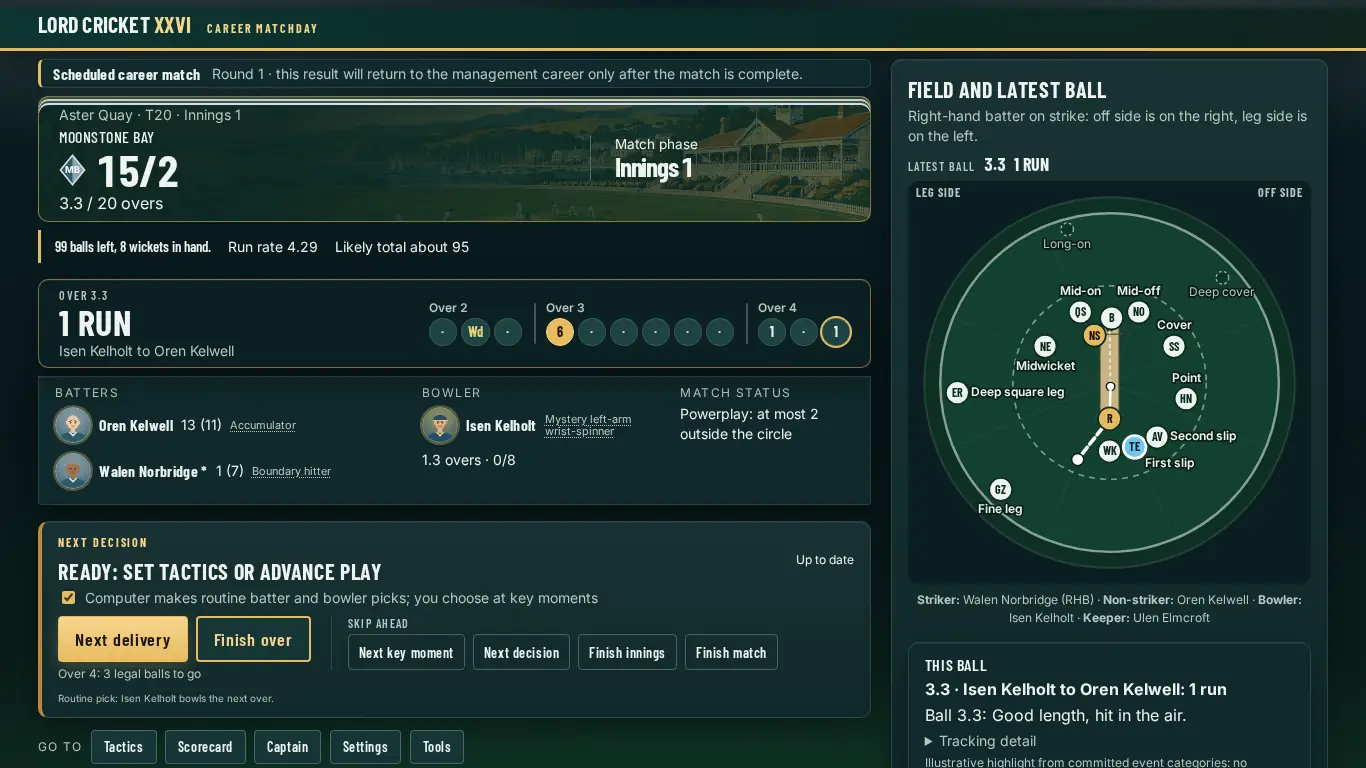 LORD CRICKET XXVI CAREER MATCHDAY
Scheduled career match Round 1 · this result will return to the management career only after the match is complete.
Aster Quay · T20 · Innings 1
MOONSTONE BAY
MB 15/2
3.3 / 20 overs
Match phase
Innings 1
99 balls left, 8 wickets in hand. Run rate 4.29 Likely total about 95
OVER 3.3
1 RUN
Isen Kelholt to Oren Kelwell
Over 2 Over 3 Over 4
· Wd · 6 · · · · · 1 · 1
BATTERS
Oren Kelwell 13 (11) Accumulator
Walen Norbridge * 1 (7) Boundary hitter
BOWLER
Isen Kelholt Mystery left-arm
wrist-spinner
1.3 overs · 0/8
MATCH STATUS
Powerplay: at most 2
outside the circle
NEXT DECISION
READY: SET TACTICS OR ADVANCE PLAY
Up to date
Computer makes routine batter and bowler picks; you choose at key moments
Next delivery Finish over
SKIP AHEAD
Next key moment Next decision Finish innings Finish match
Over 4: 3 legal balls to go
Routine pick: Isen Kelholt bowls the next over.
GO TO Tactics Scorecard Captain Settings Tools
FIELD AND LATEST BALL
Right-hand batter on strike: off side is on the right, leg side is
on the left.
LATEST BALL 3.3 1 RUN
LEG SIDE OFF SIDE
Long-on
Deep cover
Mid-on Mid-off
QS B NO
Cover
NS
NE SS
Midwicket
Point
ER Deep square leg HN
R
AV Second slip
WK TE
First slip
GZ
Fine leg
Striker: Walen Norbridge (RHB) · Non-striker: Oren Kelwell · Bowler:
Isen Kelholt · Keeper: Ulen Elmcroft
THIS BALL
3.3 · Isen Kelholt to Oren Kelwell: 1 run
Ball 3.3: Good length, hit in the air.
Tracking detail
Illustrative highlight from committed event categories: no